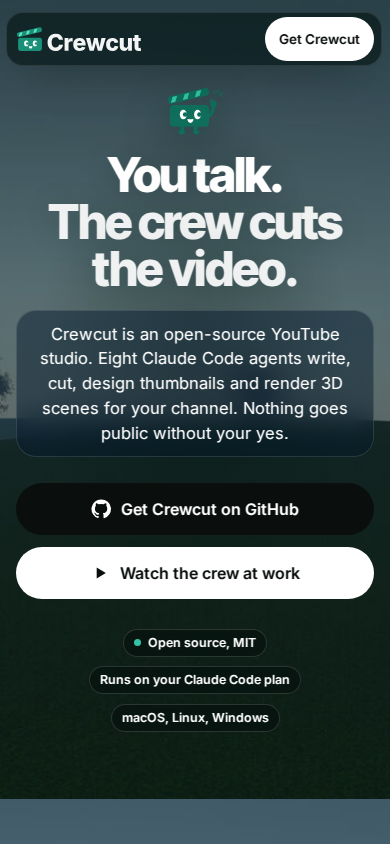 Crewcut
Get Crewcut
You talk.
The crew cuts
the video.
Crewcut is an open-source YouTube
studio. Eight Claude Code agents write,
cut, design thumbnails and render 3D
scenes for your channel. Nothing goes
public without your yes.
Get Crewcut on GitHub
Watch the crew at work
Open source, MIT
Runs on your Claude Code plan
macOS, Linux, Windows